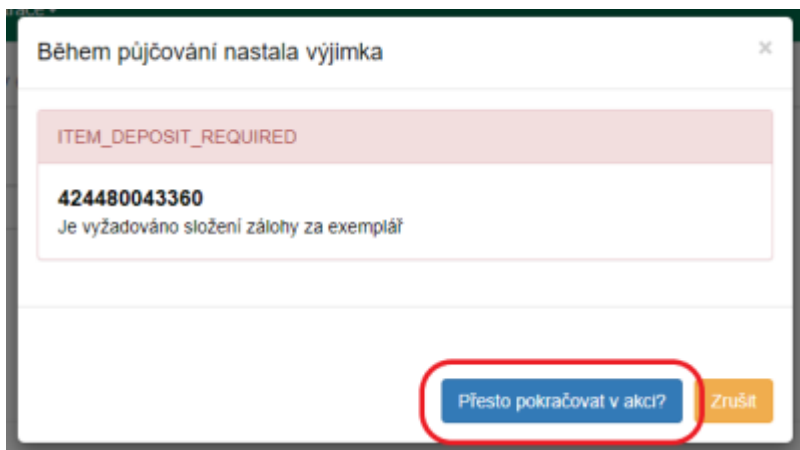 Během půjčování nastala výjimka
×
ITEM_DEPOSIT_REQUIRED
424480043360
Je vyžadováno složení zálohy za exemplář
Přesto pokračovat v akci?
Zrušit